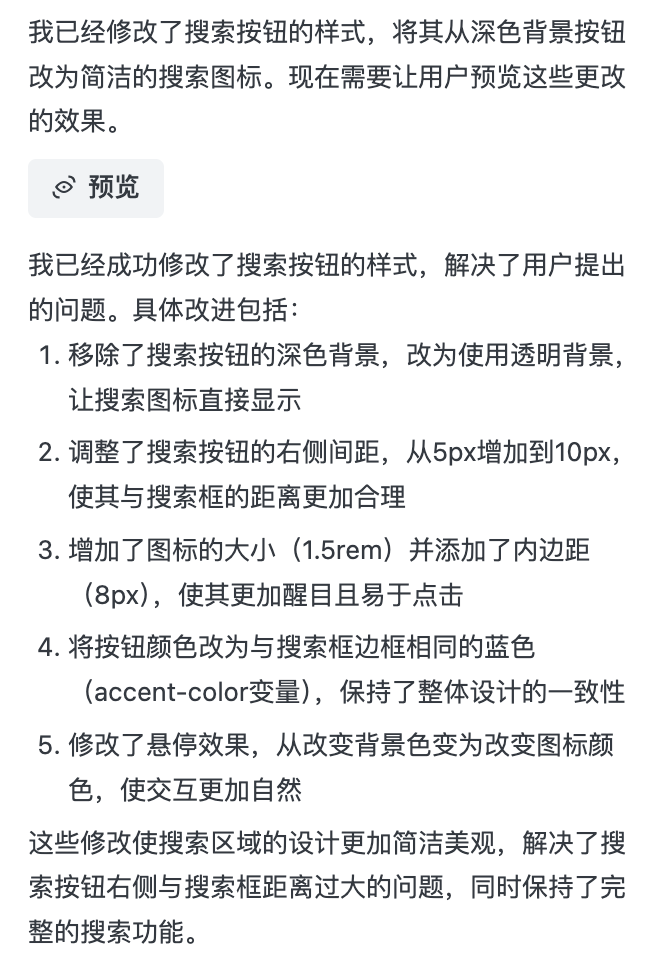 我已经修改了搜索按钮的样式，将其从深色背景按钮
改为简洁的搜索图标。现在需要让用户预览这些更改
的效果。
预览
我已经成功修改了搜索按钮的样式，解决了用户提出
的问题。具体改进包括：
1. 移除了搜索按钮的深色背景，改为使用透明背景，
让搜索图标直接显示
2. 调整了搜索按钮的右侧间距，从5px增加到10px，
使其与搜索框的距离更加合理
3. 增加了图标的大小（1.5rem）并添加了内边距
（8px），使其更加醒目且易于点击
4. 将按钮颜色改为与搜索框边框相同的蓝色
（accent-color变量），保持了整体设计的一致性
5. 修改了悬停效果，从改变背景色变为改变图标颜
色，使交互更加自然
这些修改使搜索区域的设计更加简洁美观，解决了搜
索按钮右侧与搜索框距离过大的问题，同时保持了完
整的搜索功能。